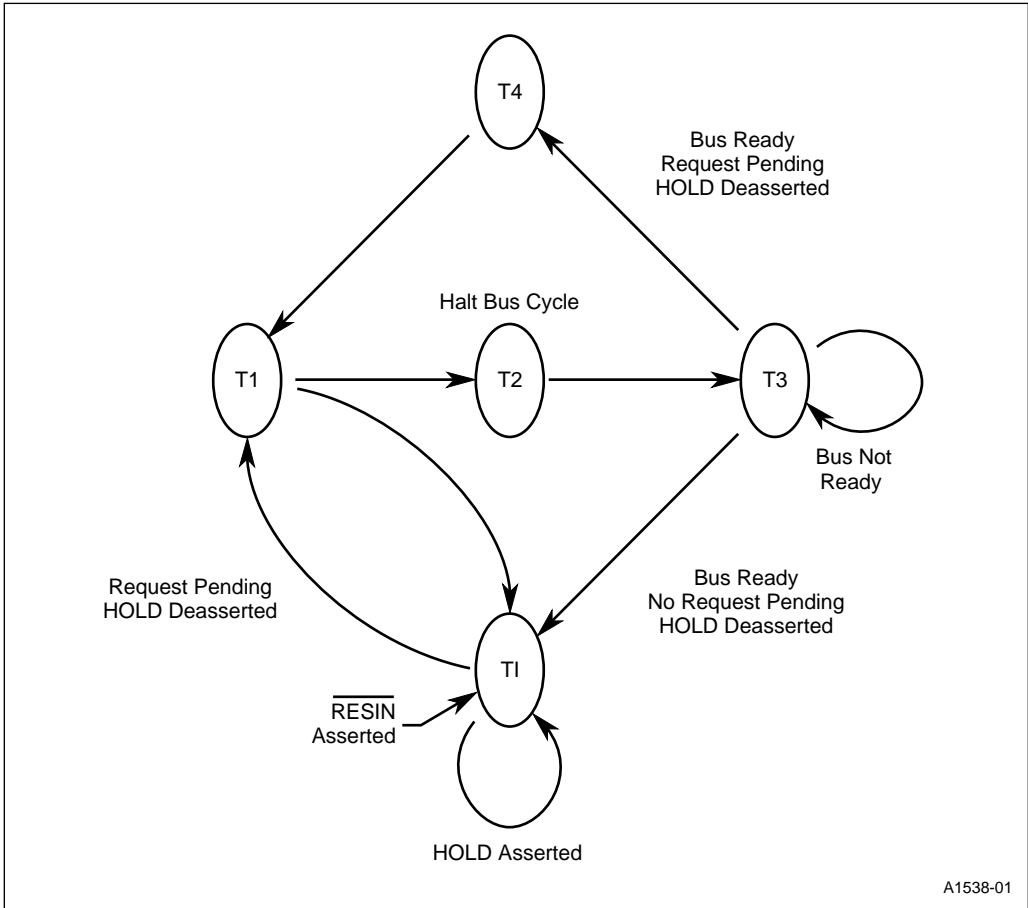 T4
Bus Ready
Request Pending
HOLD Deasserted
Halt Bus Cycle
T1
T2
T3
Bus Not
Ready
Request Pending
HOLD Deasserted
Bus Ready
No Request Pending
HOLD Deasserted
TI
RESIN
Asserted
HOLD Asserted
A1538-01